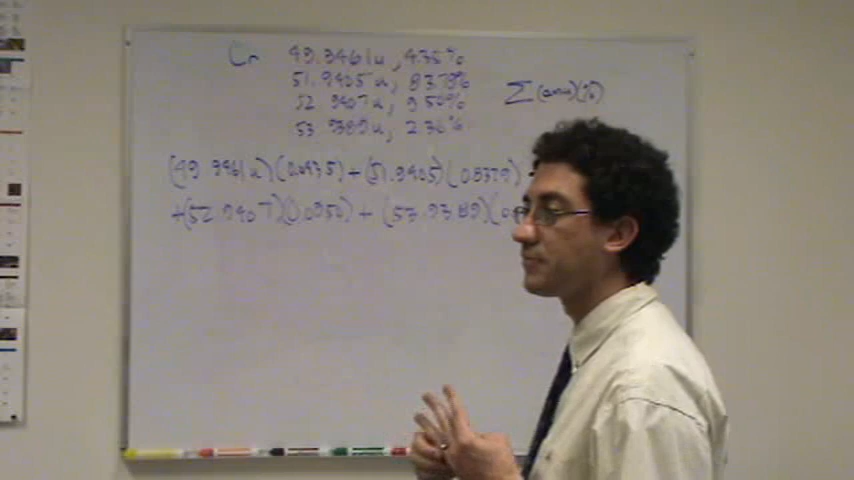 Cr 49.9461u, 4.35%
51.9405u, 83.79%
52.9407u, 9.50%
53.9389u, 2.36%
Σ(amu)(%)
(49.9461u)(0.0435)+(51.9405)(0.8379)
+(52.9407)(0.0950)+(53.9389)(0.